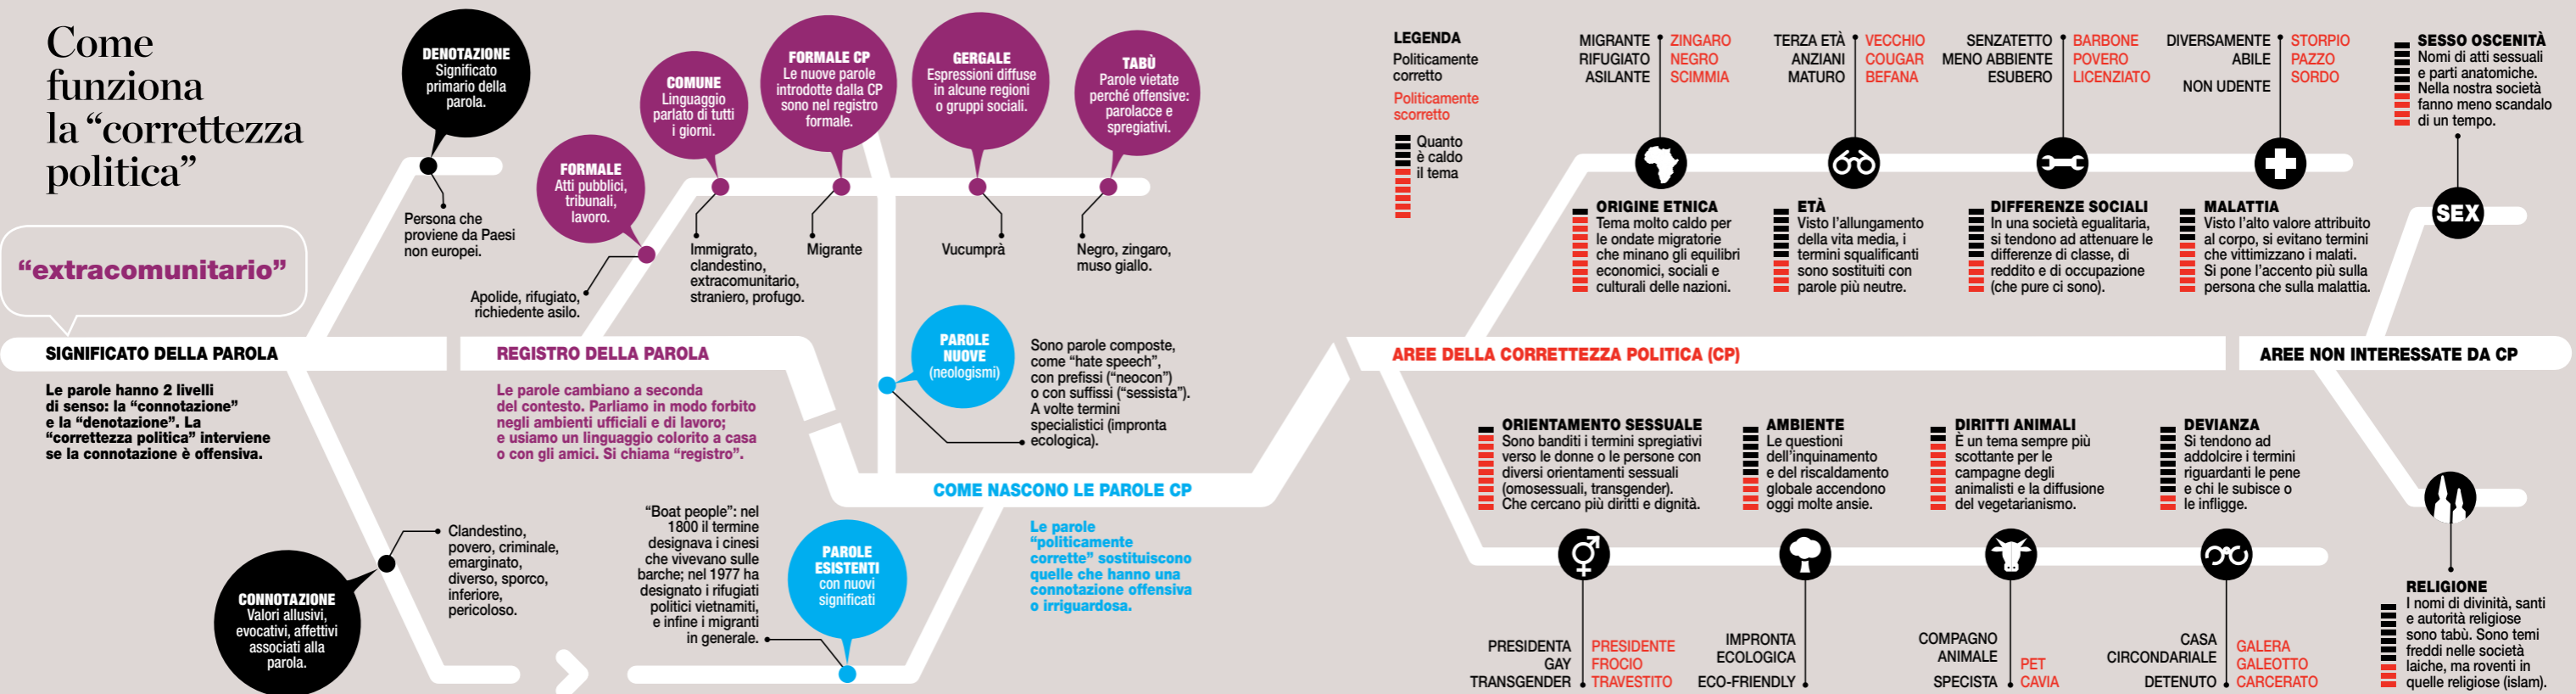 Come
funziona
la “correttezza
politica”
“extracomunitario”
SIGNIFICATO DELLA PAROLA
Le parole hanno 2 livelli
di senso: la “connotazione”
e la “denotazione”. La
“correttezza politica” interviene
se la connotazione è offensiva.
DENOTAZIONE
Significato
primario della
parola.
Persona che
proviene da Paesi
non europei.
CONNOTAZIONE
Valori allusivi,
evocativi, affettivi
associati alla
parola.
Clandestino,
povero, criminale,
emarginato,
diverso, sporco,
inferiore,
pericoloso.
REGISTRO DELLA PAROLA
Le parole cambiano a seconda
del contesto. Parliamo in modo forbito
negli ambienti ufficiali e di lavoro;
e usiamo un linguaggio colorito a casa
o con gli amici. Si chiama “registro”.
FORMALE
Atti pubblici,
tribunali,
lavoro.
Apolide, rifugiato,
richiedente asilo.
COMUNE
Linguaggio
parlato di tutti
i giorni.
Immigrato,
clandestino,
extracomunitario,
straniero, profugo.
FORMALE CP
Le nuove parole
introdotte dalla CP
sono nel registro
formale.
Migrante
GERGALE
Espressioni diffuse
in alcune regioni
o gruppi sociali.
Vucumprà
TABÙ
Parole vietate
perché offensive:
parolacce e
spregiativi.
Negro, zingaro,
muso giallo.
PAROLE
NUOVE
(neologismi)
Sono parole composte,
come “hate speech”,
con prefissi (“neocon”)
o con suffissi (“sessista”).
A volte termini
specialistici (impronta
ecologica).
COME NASCONO LE PAROLE CP
Le parole
“politicamente
corrette” sostituiscono
quelle che hanno una
connotazione offensiva
o irriguardosa.
PAROLE
ESISTENTI
con nuovi
significati
“Boat people”: nel
1800 il termine
designava i cinesi
che vivevano sulle
barche; nel 1977 ha
designato i rifugiati
politici vietnamiti,
e infine i migranti
in generale.
LEGENDA
Politicamente
corretto
Politicamente
scorretto
Quanto
è caldo
il tema
AREE DELLA CORRETTEZZA POLITICA (CP)
MIGRANTE ZINGARO
RIFUGIATO NEGRO
ASILANTE SCIMMIA
ORIGINE ETNICA
Tema molto caldo per
le ondate migratorie
che minano gli equilibri
economici, sociali e
culturali delle nazioni.
TERZA ETÀ VECCHIO
ANZIANI COUGAR
MATURO BEFANA
ETÀ
Visto l’allungamento
della vita media, i
termini squalificanti
sono sostituiti con
parole più neutre.
SENZATETTO BARBONE
MENO ABBIENTE POVERO
ESUBERO LICENZIATO
DIFFERENZE SOCIALI
In una società egualitaria,
si tendono ad attenuare le
differenze di classe, di
reddito e di occupazione
(che pure ci sono).
DIVERSAMENTE STORPIO
ABILE PAZZO
NON UDENTE SORDO
MALATTIA
Visto l’alto valore attribuito
al corpo, si evitano termini
che vittimizzano i malati.
Si pone l’accento più sulla
persona che sulla malattia.
ORIENTAMENTO SESSUALE
Sono banditi i termini spregiativi
verso le donne o le persone con
diversi orientamenti sessuali
(omosessuali, transgender).
Che cercano più diritti e dignità.
PRESIDENTA PRESIDENTE
GAY FROCIO
TRANSGENDER TRAVESTITO
AMBIENTE
Le questioni
dell’inquinamento
e del riscaldamento
globale accendono
oggi molte ansie.
IMPRONTA
ECOLOGICA
ECO-FRIENDLY
DIRITTI ANIMALI
È un tema sempre più
scottante per le
campagne degli
animalisti e la diffusione
del vegetarianismo.
COMPAGNO
ANIMALE PET
SPECISTA CAVIA
DEVIANZA
Si tendono ad
addolcire i termini
riguardanti le pene
e chi le subisce o
le infligge.
CASA GALERA
CIRCONDARIALE GALEOTTO
DETENUTO CARCERATO
AREE NON INTERESSATE DA CP
SESSO OSCENITÀ
Nomi di atti sessuali
e parti anatomiche.
Nella nostra società
fanno meno scandalo
di un tempo.
SEX
RELIGIONE
I nomi di divinità, santi
e autorità religiose
sono tabù. Sono temi
freddi nelle società
laiche, ma roventi in
quelle religiose (islam).